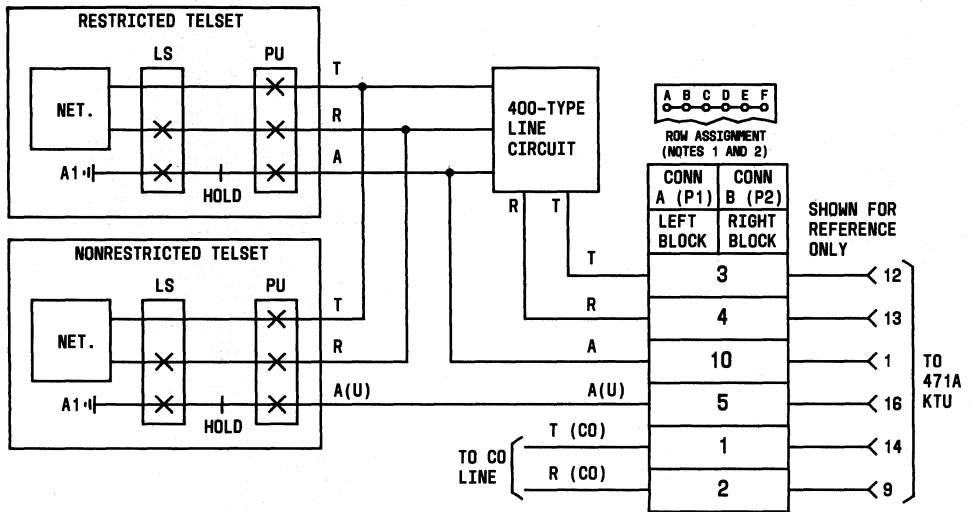 RESTRICTED TELSET
LS
PU
NET.
A1
HOLD
T
R
A
400-TYPE
LINE
CIRCUIT
R T
NONRESTRICTED TELSET
LS
PU
NET.
A1
HOLD
T
R
A(U)
A B C D E F
ROW ASSIGNMENT
(NOTES 1 AND 2)
CONN
A (P1)
CONN
B (P2)
LEFT
BLOCK
RIGHT
BLOCK
SHOWN FOR
REFERENCE
ONLY
T 3 12
R 4 13
A 10 1
A(U) 5 16
T (CO) 1 14
R (CO) 2 9
TO CO
LINE
TO
471A
KTU